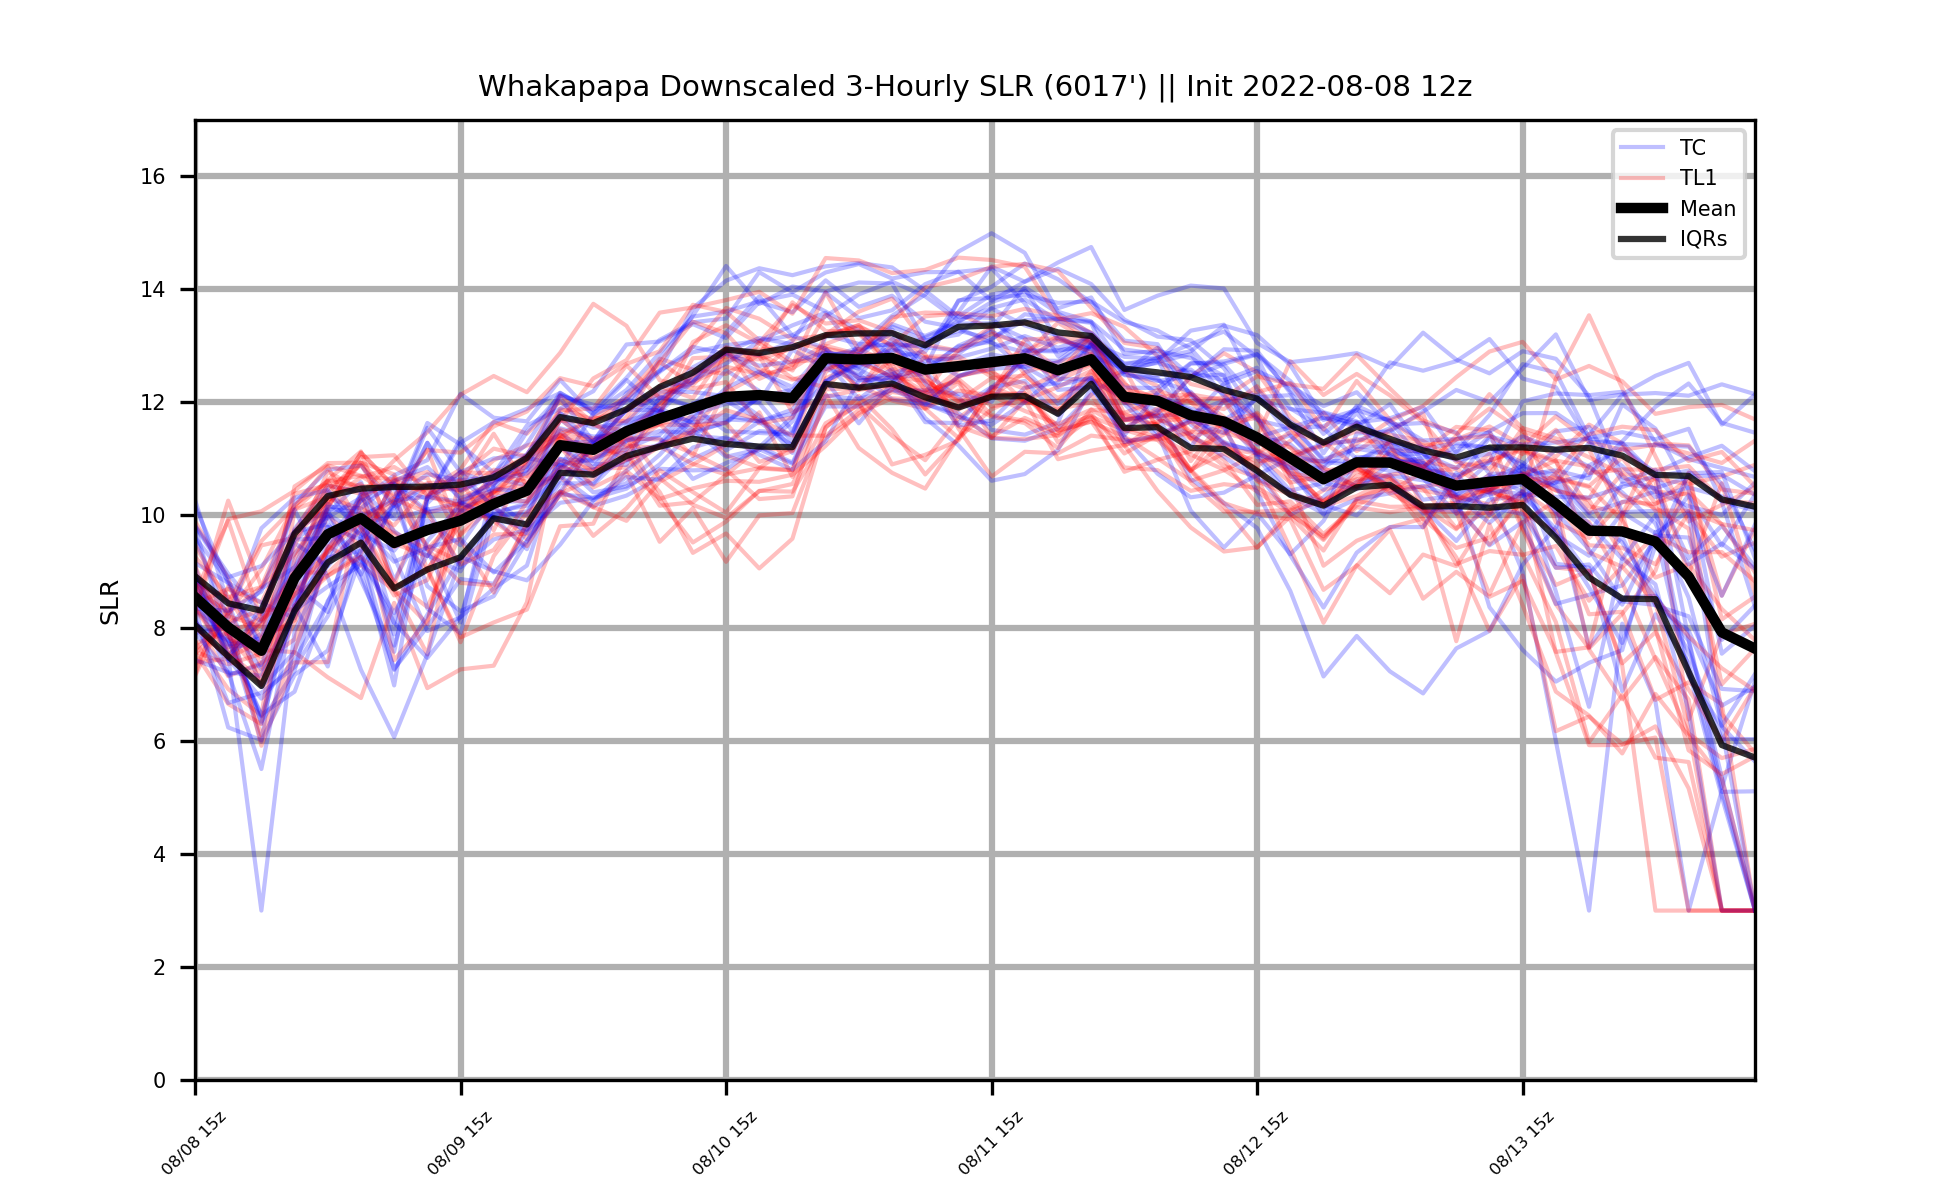 Whakapapa Downscaled 3-Hourly SLR (6017') || Init 2022-08-08 12z
TC
TL1
Mean
IQRs
SLR
16
14
12
10
8
6
4
2
0
08/08 15z
08/09 15z
08/10 15z
08/11 15z
08/12 15z
08/13 15z